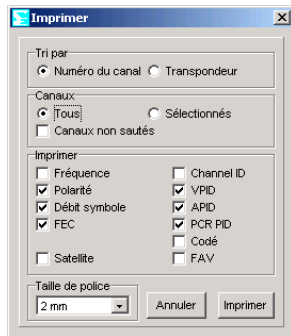 Imprimer
Tri par
Numéro du canal Transpondeur
Canaux
Tous Sélectionnés
Canaux non sautés
Imprimer
Fréquence Channel ID
Polarité VPID
Débit symbole APID
FEC PCR PID
Codé
Satellite FAV
Taille de police
2 mm Annuler Imprimer